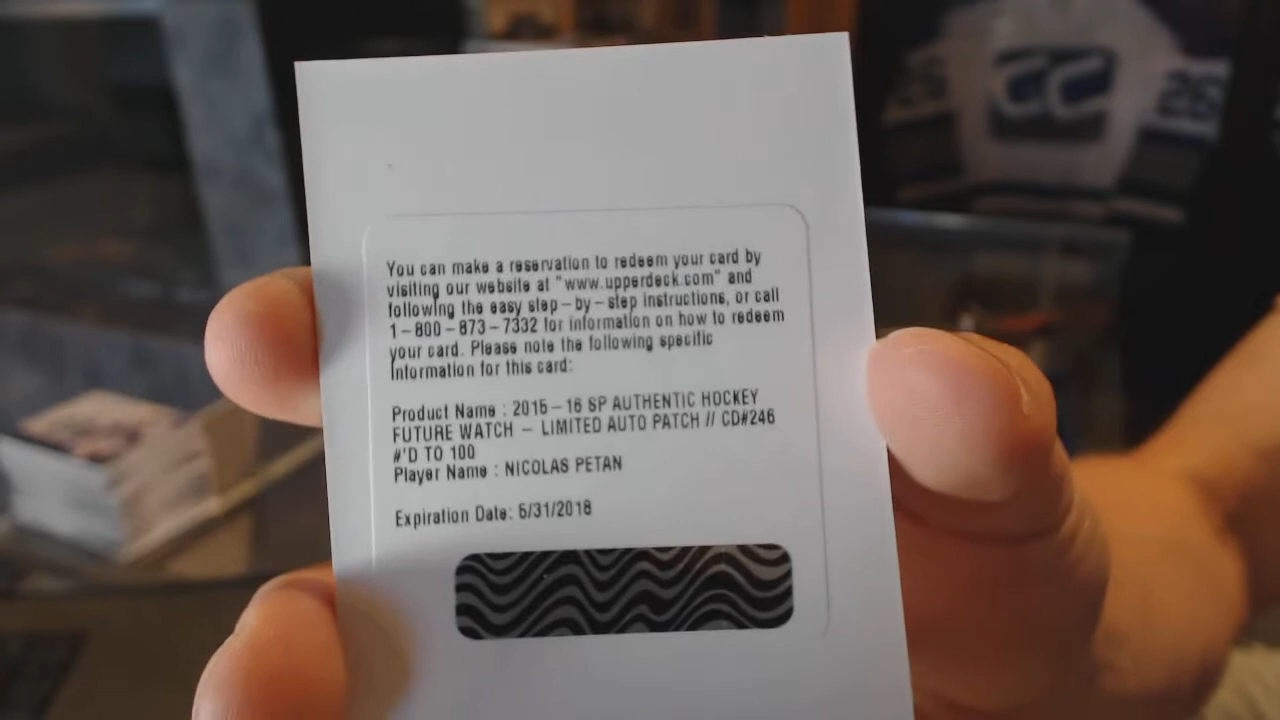 You can make a reservation to redeem your card by
visiting our website at "www.upperdeck.com" and
following the easy step-by-step instructions, or call
1-800-873-7332 for information on how to redeem
your card. Please note the following specific
information for this card:
Product Name : 2015-16 SP AUTHENTIC HOCKEY
FUTURE WATCH - LIMITED AUTO PATCH // CD#246
#'D TO 100
Player Name : NICOLAS PETAN
Expiration Date: 5/31/2018